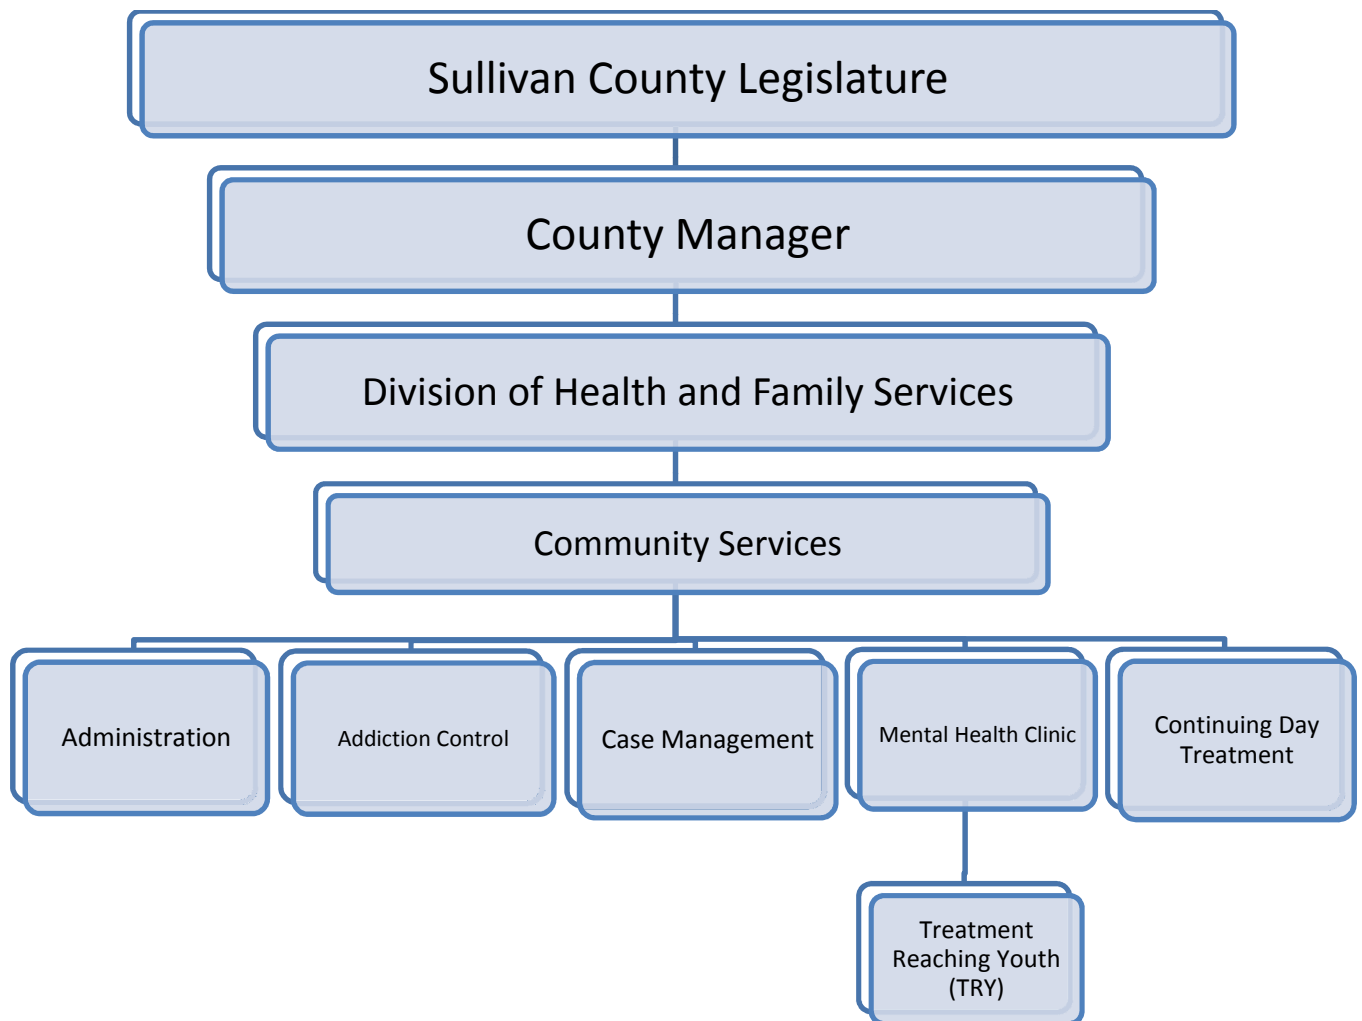 Sullivan County Legislature
County Manager
Division of Health and Family Services
Community Services
Administration
Addiction Control
Case Management
Mental Health Clinic
Continuing Day
Treatment
Treatment
Reaching Youth
(TRY)